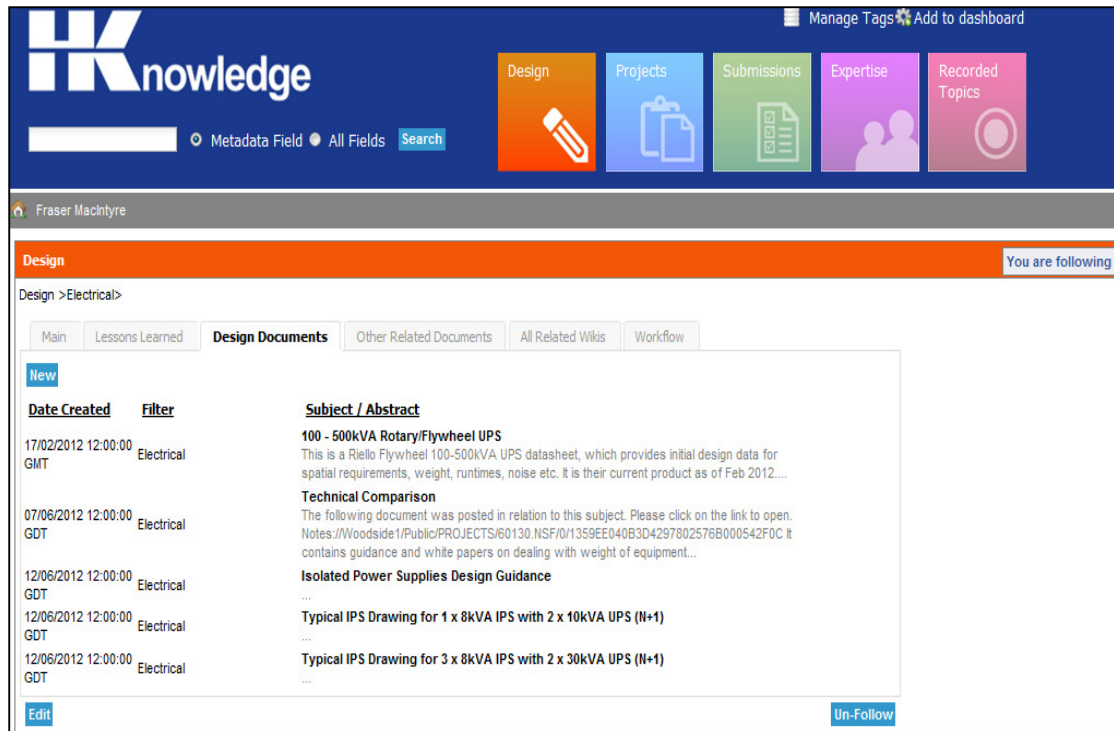 Manage Tags Add to dashboard
HKnowledge
Design
Projects
Submissions
Expertise
Recorded
Topics
Metadata Field All Fields Search
Fraser MacIntyre
Design
You are following
Design >Electrical>
Main Lessons Learned Design Documents Other Related Documents All Related Wikis Workflow
New
Date Created Filter Subject / Abstract
17/02/2012 12:00:00
GMT
Electrical
100 - 500kVA Rotary/Flywheel UPS
This is a Riello Flywheel 100-500kVA UPS datasheet, which provides initial design data for
spatial requirements, weight, runtimes, noise etc. It is their current product as of Feb 2012....
07/06/2012 12:00:00
GDT
Electrical
Technical Comparison
The following document was posted in relation to this subject. Please click on the link to open.
Notes://Woodside1/Public/PROJECTS/60130.NSF/0/1359EE040B3D4297802576B000542F0C It
contains guidance and white papers on dealing with weight of equipment...
12/06/2012 12:00:00
GDT
Electrical
Isolated Power Supplies Design Guidance
...
12/06/2012 12:00:00
GDT
Electrical
Typical IPS Drawing for 1 x 8kVA IPS with 2 x 10kVA UPS (N+1)
...
12/06/2012 12:00:00
GDT
Electrical
Typical IPS Drawing for 3 x 8kVA IPS with 2 x 30kVA UPS (N+1)
...
Edit
Un-Follow